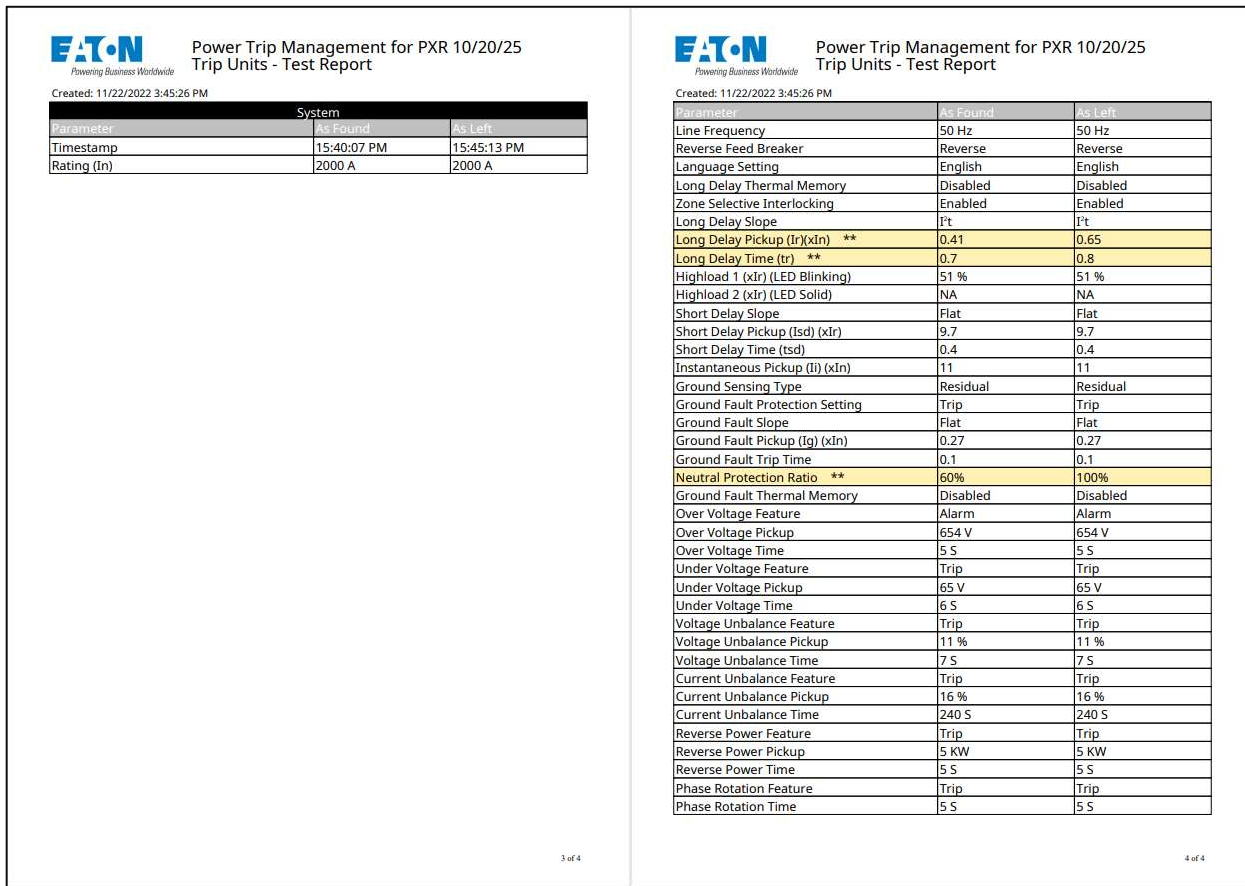 EATON
Powering Business Worldwide
Power Trip Management for PXR 10/20/25
Trip Units - Test Report
Created: 11/22/2022 3:45:26 PM
System
Parameter As Found As Left
Timestamp 15:40:07 PM 15:45:13 PM
Rating (In) 2000 A 2000 A
3 of 4
EATON
Powering Business Worldwide
Power Trip Management for PXR 10/20/25
Trip Units - Test Report
Created: 11/22/2022 3:45:26 PM
Parameter As Found As Left
Line Frequency 50 Hz 50 Hz
Reverse Feed Breaker Reverse Reverse
Language Setting English English
Long Delay Thermal Memory Disabled Disabled
Zone Selective Interlocking Enabled Enabled
Long Delay Slope I²t I²t
Long Delay Pickup (Ir)(xIn) ** 0.41 0.65
Long Delay Time (tr) ** 0.7 0.8
Highload 1 (xIr) (LED Blinking) 51 % 51 %
Highload 2 (xIr) (LED Solid) NA NA
Short Delay Slope Flat Flat
Short Delay Pickup (Isd) (xIr) 9.7 9.7
Short Delay Time (tsd) 0.4 0.4
Instantaneous Pickup (Ii) (xIn) 11 11
Ground Sensing Type Residual Residual
Ground Fault Protection Setting Trip Trip
Ground Fault Slope Flat Flat
Ground Fault Pickup (Ig) (xIn) 0.27 0.27
Ground Fault Trip Time 0.1 0.1
Neutral Protection Ratio ** 60% 100%
Ground Fault Thermal Memory Disabled Disabled
Over Voltage Feature Alarm Alarm
Over Voltage Pickup 654 V 654 V
Over Voltage Time 5 S 5 S
Under Voltage Feature Trip Trip
Under Voltage Pickup 65 V 65 V
Under Voltage Time 6 S 6 S
Voltage Unbalance Feature Trip Trip
Voltage Unbalance Pickup 11 % 11 %
Voltage Unbalance Time 7 S 7 S
Current Unbalance Feature Trip Trip
Current Unbalance Pickup 16 % 16 %
Current Unbalance Time 240 S 240 S
Reverse Power Feature Trip Trip
Reverse Power Pickup 5 KW 5 KW
Reverse Power Time 5 S 5 S
Phase Rotation Feature Trip Trip
Phase Rotation Time 5 S 5 S
4 of 4